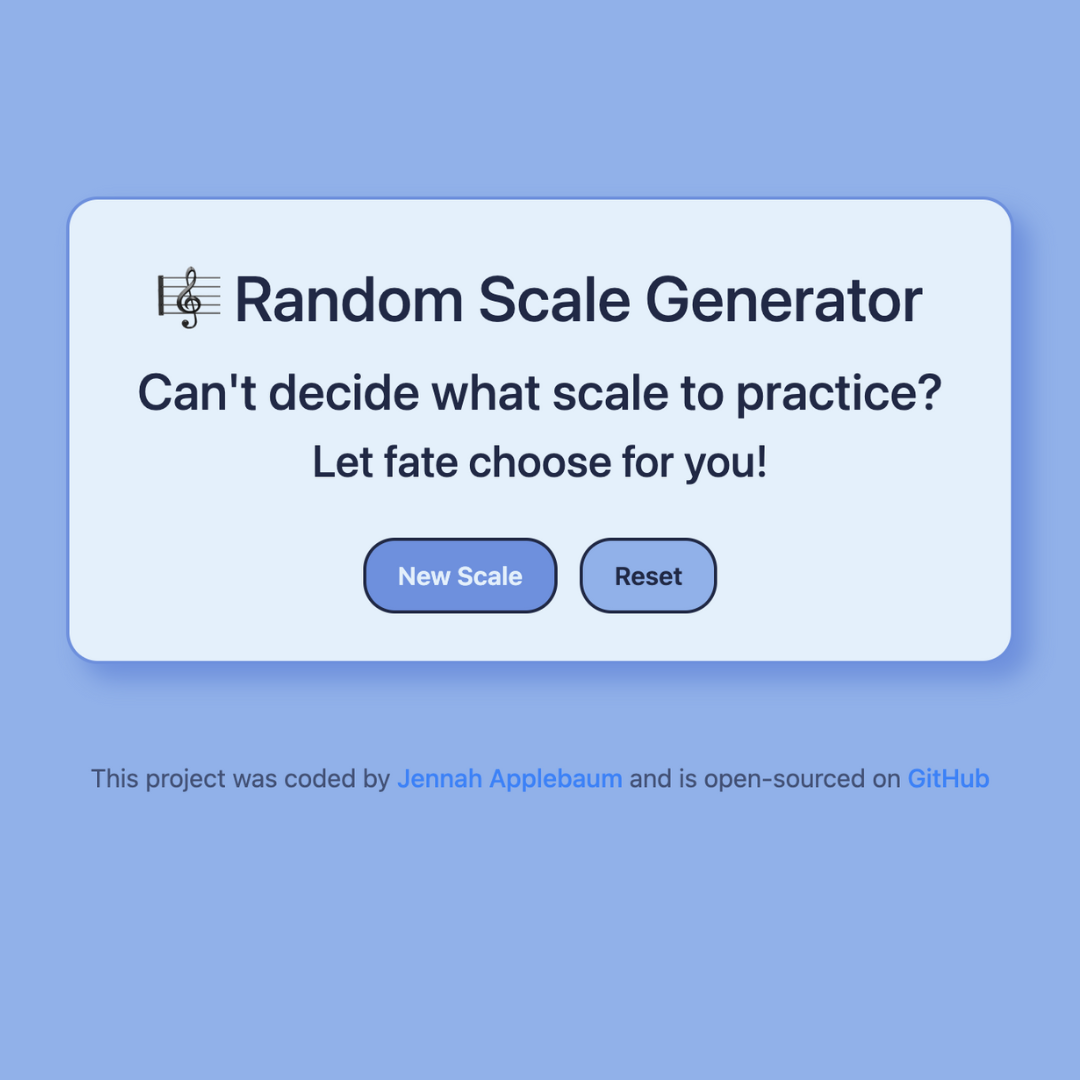 🎼 Random Scale Generator
Can't decide what scale to practice?
Let fate choose for you!
New Scale
Reset
This project was coded by Jennah Applebaum and is open-sourced on GitHub